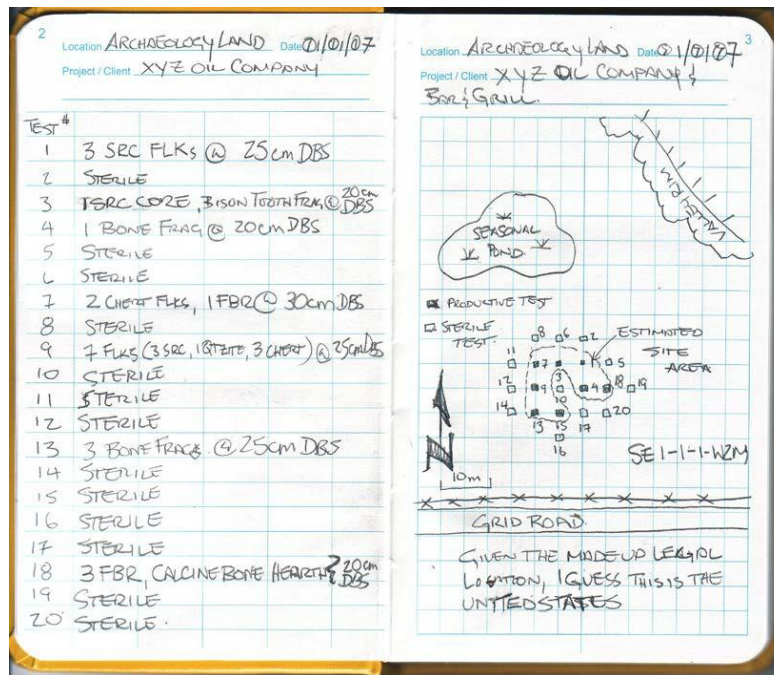 2
Location ARCHAEOLOGY LAND Date 01/01/07
Project / Client XYZ OIL COMPANY
TEST #
1 3 SRC FLKs @ 25cm DBS
2 STERILE
3 1 SRC CORE, BISON TOOTH FRAG @ 20cm DBS
4 1 BONE FRAG @ 20cm DBS
5 STERILE
6 STERILE
7 2 CHERT FLKS, 1 FBR @ 30cm DBS
8 STERILE
9 7 FLKS (3 SRC, 1 QTZITE, 3 CHERT) @ 25cm DBS
10 STERILE
11 STERILE
12 STERILE
13 3 BONE FRAGS @ 25cm DBS
14 STERILE
15 STERILE
16 STERILE
17 STERILE
18 3 FBR, CALCINE BONE HEARTH } 20cm DBS
19 STERILE
20 STERILE.
3
Location ARCHAEOLOGY LAND Date 01/01/07
Project / Client XYZ OIL COMPANY &
BAR & GRILL.
VALLEY RIM
SEASONAL
POND
PRODUCTIVE TEST
STERILE
TEST
8 6 2
ESTIMATED
SITE
AREA
11 7 1 5
12 9 3 4 18 19
10
14 13 15 17 20
16
SE 1-1-1-W2M
N
10m
GRID ROAD
GIVEN THE MADE UP LEGAL
LOCATION, I GUESS THIS IS THE
UNITED STATES